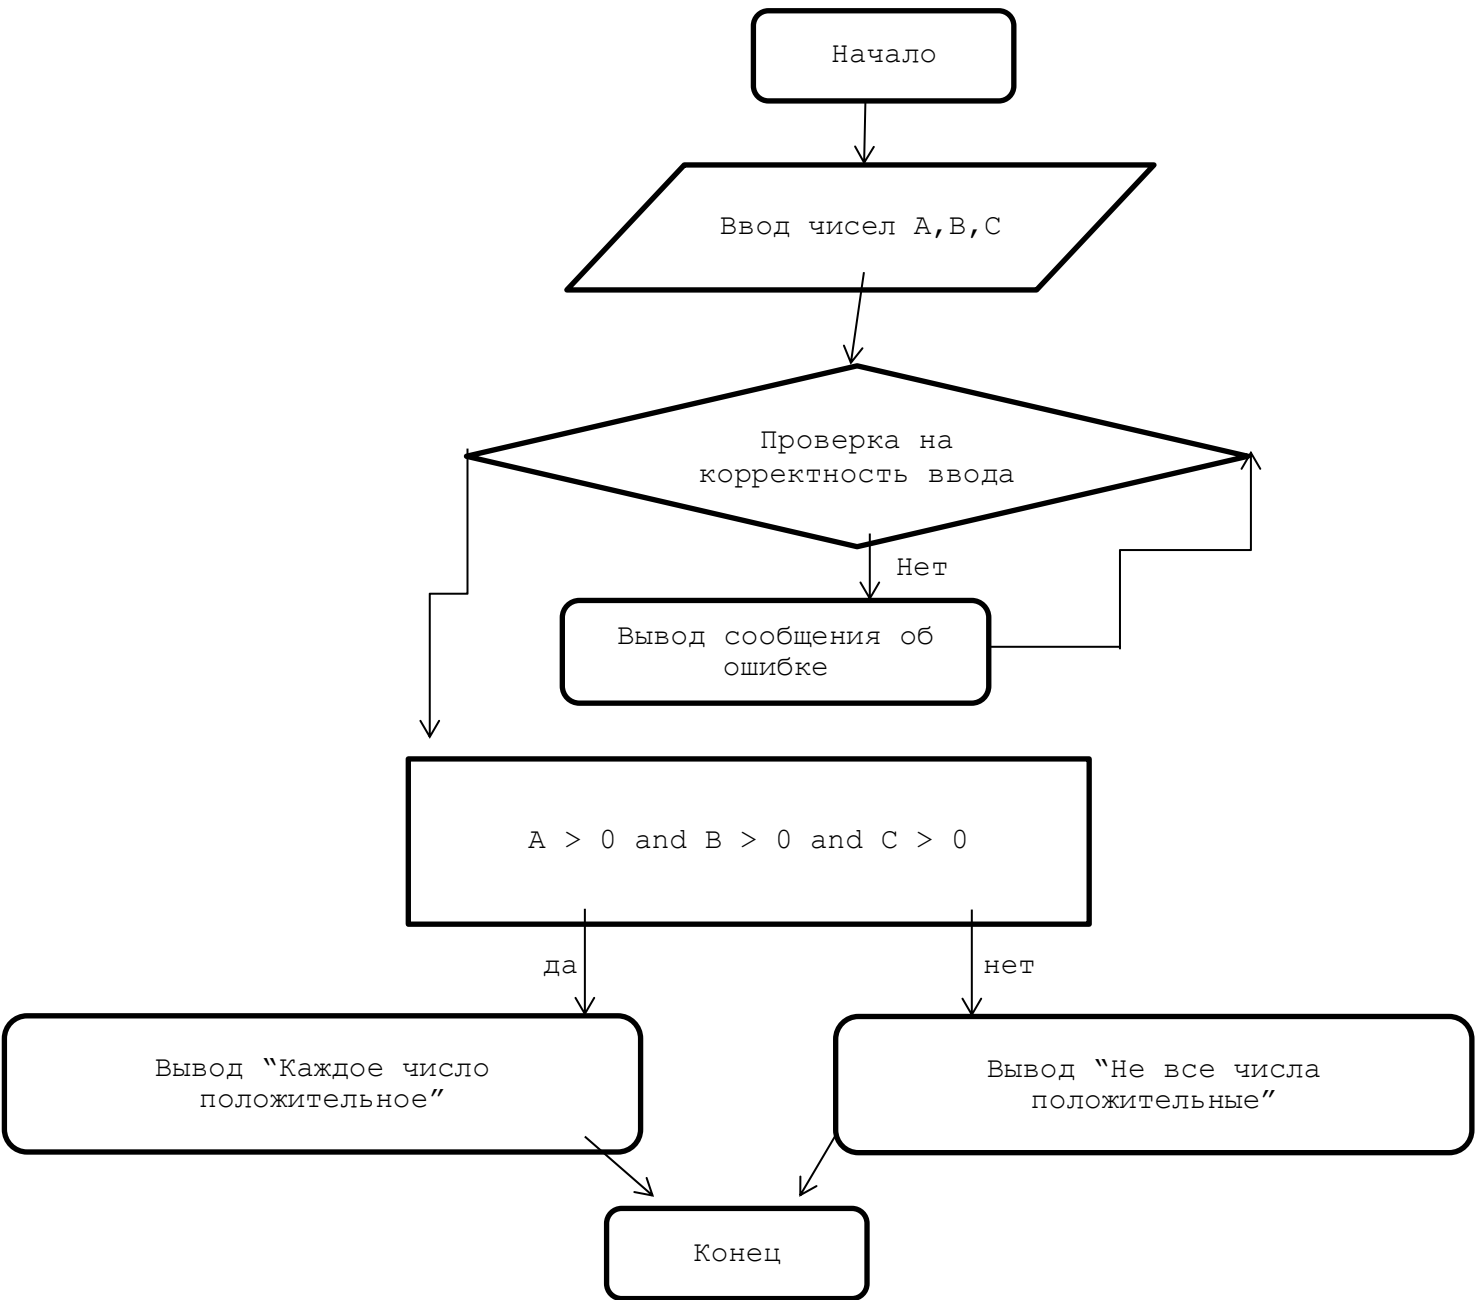 Начало
Ввод чисел A,B,C
Проверка на
корректность ввода
Нет
Вывод сообщения об
ошибке
A > 0 and B > 0 and C > 0
да
нет
Вывод “Каждое число
положительное”
Вывод “Не все числа
положительные”
Конец